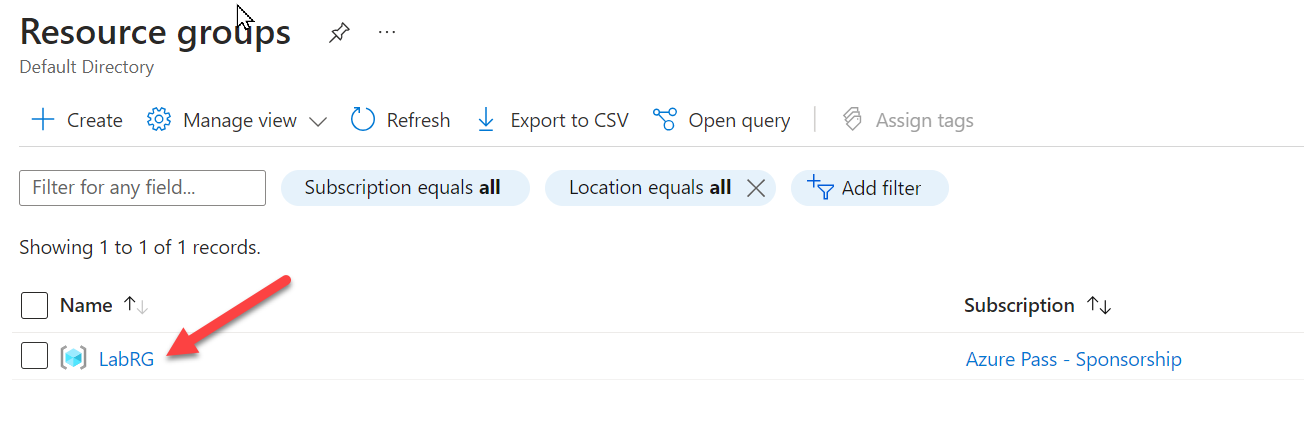 Resource groups
Default Directory
Create Manage view Refresh Export to CSV Open query Assign tags
Filter for any field... Subscription equals all Location equals all Add filter
Showing 1 to 1 of 1 records.
Name Subscription
LabRG Azure Pass - Sponsorship